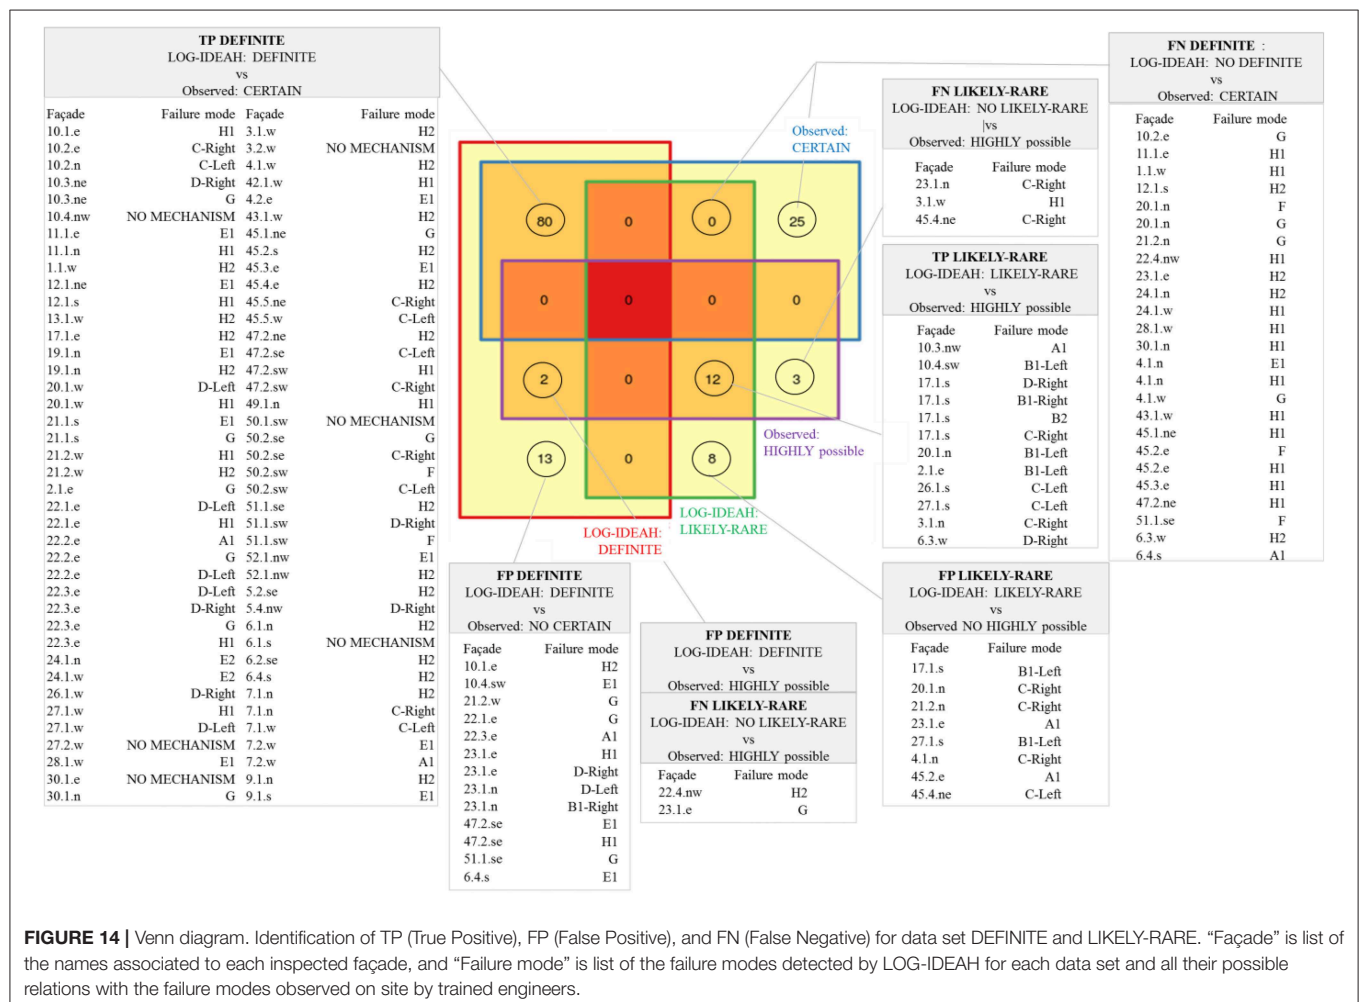 TP DEFINITE
LOG-IDEAH: DEFINITE
vs
Observed: CERTAIN
Façade Failure mode Façade Failure mode
10.1.e H1 3.1.w H2
10.2.e C-Right 3.2.w NO MECHANISM
10.2.n C-Left 4.1.w H2
10.3.ne D-Right 42.1.w H1
10.3.ne G 4.2.e E1
10.4.nw NO MECHANISM 43.1.w H2
11.1.e E1 45.1.ne G
11.1.n H1 45.2.s H2
1.1.w H2 45.3.e E1
12.1.ne E1 45.4.e H2
12.1.s H1 45.5.ne C-Right
13.1.w H2 45.5.w C-Left
17.1.e H2 47.2.ne H2
19.1.n E1 47.2.se C-Left
19.1.n H2 47.2.sw H1
20.1.w D-Left 47.2.sw C-Right
20.1.w H1 49.1.n H1
21.1.s E1 50.1.sw NO MECHANISM
21.1.s G 50.2.se G
21.2.w H1 50.2.se C-Right
21.2.w H2 50.2.sw F
2.1.e G 50.2.sw C-Left
22.1.e D-Left 51.1.se H2
22.1.e H1 51.1.sw D-Right
22.2.e A1 51.1.sw F
22.2.e G 52.1.nw E1
22.2.e D-Left 52.1.nw H2
22.3.e D-Left 5.2.se H2
22.3.e D-Right 5.4.nw D-Right
22.3.e G 6.1.n H2
22.3.e H1 6.1.s NO MECHANISM
24.1.n E2 6.2.se H2
24.1.w E2 6.4.s H2
26.1.w D-Right 7.1.n H2
27.1.w H1 7.1.n C-Right
27.1.w D-Left 7.1.w C-Left
27.2.w NO MECHANISM 7.2.w E1
28.1.w E1 7.2.w A1
30.1.e NO MECHANISM 9.1.n H2
30.1.n G 9.1.s E1
Observed:
CERTAIN
80 0 0 25
0 0 0 0
2 0 12 3
13 0 8
Observed:
HIGHLY possible
LOG-IDEAH:
LIKELY-RARE
LOG-IDEAH:
DEFINITE
FP DEFINITE
LOG-IDEAH: DEFINITE
vs
Observed: NO CERTAIN
Façade Failure mode
10.1.e H2
10.4.sw E1
21.2.w G
22.1.e G
22.3.e A1
23.1.e H1
23.1.e D-Right
23.1.n D-Left
23.1.n B1-Right
47.2.se E1
47.2.se H1
51.1.se G
6.4.s E1
FP DEFINITE
LOG-IDEAH: DEFINITE
vs
Observed: HIGHLY possible
FN LIKELY-RARE
LOG-IDEAH: NO LIKELY-RARE
vs
Observed: HIGHLY possible
Façade Failure mode
22.4.nw H2
23.1.e G
FN LIKELY-RARE
LOG-IDEAH: NO LIKELY-RARE
|vs
Observed: HIGHLY possible
Façade Failure mode
23.1.n C-Right
3.1.w H1
45.4.ne C-Right
TP LIKELY-RARE
LOG-IDEAH: LIKELY-RARE
vs
Observed: HIGHLY possible
Façade Failure mode
10.3.nw A1
10.4.sw B1-Left
17.1.s D-Right
17.1.s B1-Right
17.1.s B2
17.1.s C-Right
20.1.n B1-Left
2.1.e B1-Left
26.1.s C-Left
27.1.s C-Left
3.1.n C-Right
6.3.w D-Right
FP LIKELY-RARE
LOG-IDEAH: LIKELY-RARE
vs
Observed NO HIGHLY possible
Façade Failure mode
17.1.s B1-Left
20.1.n C-Right
21.2.n C-Right
23.1.e A1
27.1.s B1-Left
4.1.n C-Right
45.2.e A1
45.4.ne C-Left
FN DEFINITE :
LOG-IDEAH: NO DEFINITE
vs
Observed: CERTAIN
Façade Failure mode
10.2.e G
11.1.e H1
1.1.w H1
12.1.s H2
20.1.n F
20.1.n G
21.2.n G
22.4.nw H1
23.1.e H2
24.1.n H2
24.1.w H1
28.1.w H1
30.1.n H1
4.1.n E1
4.1.n H1
4.1.w G
43.1.w H1
45.1.ne H1
45.2.e F
45.2.e H1
45.3.e H1
47.2.ne H1
51.1.se F
6.3.w H2
6.4.s A1
FIGURE 14 | Venn diagram. Identification of TP (True Positive), FP (False Positive), and FN (False Negative) for data set DEFINITE and LIKELY-RARE. “Façade” is list of
the names associated to each inspected façade, and “Failure mode” is list of the failure modes detected by LOG-IDEAH for each data set and all their possible
relations with the failure modes observed on site by trained engineers.